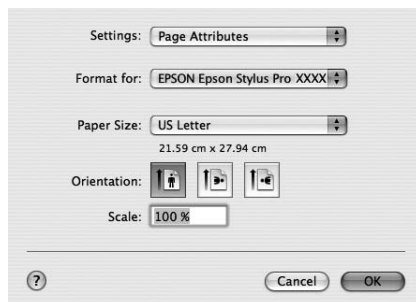 Settings: Page Attributes
Format for: EPSON Epson Stylus Pro XXXX
Paper Size: US Letter
21.59 cm x 27.94 cm
Orientation:
Scale: 100 %
? Cancel OK